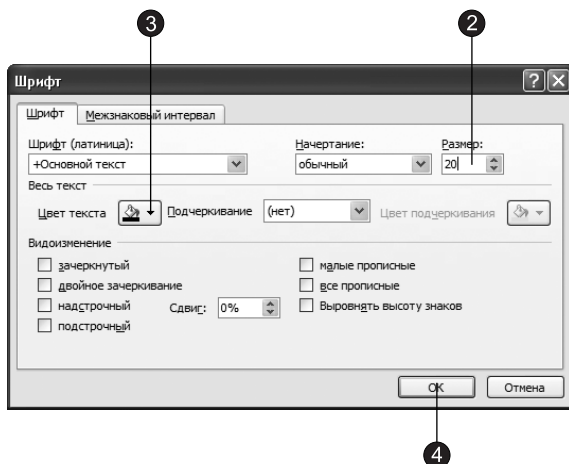 3 2
Шрифт
Шрифт Межзнаковый интервал
Шрифт (латиница): Начертание: Размер:
+Основной текст обычный 20
Весь текст
Цвет текста Подчеркивание (нет) Цвет подчеркивания
Видоизменение
зачеркнутый малые прописные
двойное зачеркивание все прописные
надстрочный Сдвиг: 0% Выровнять высоту знаков
подстрочный
ОК Отмена
4